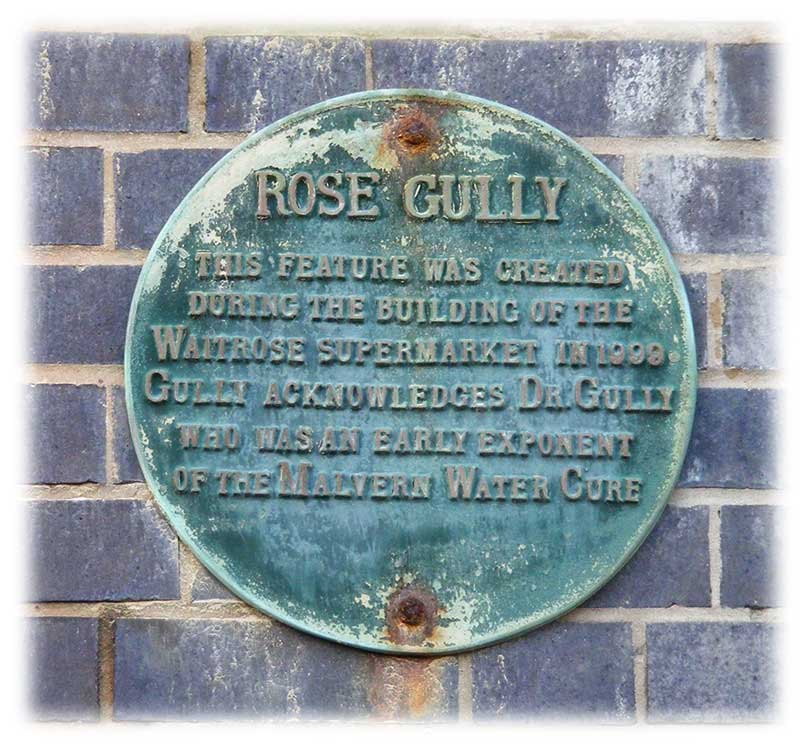 ROSE GULLY
THIS FEATURE WAS CREATED
DURING THE BUILDING OF THE
WAITROSE SUPERMARKET IN 1999.
GULLY ACKNOWLEDGES DR. GULLY
WHO WAS AN EARLY EXPONENT
OF THE MALVERN WATER CURE